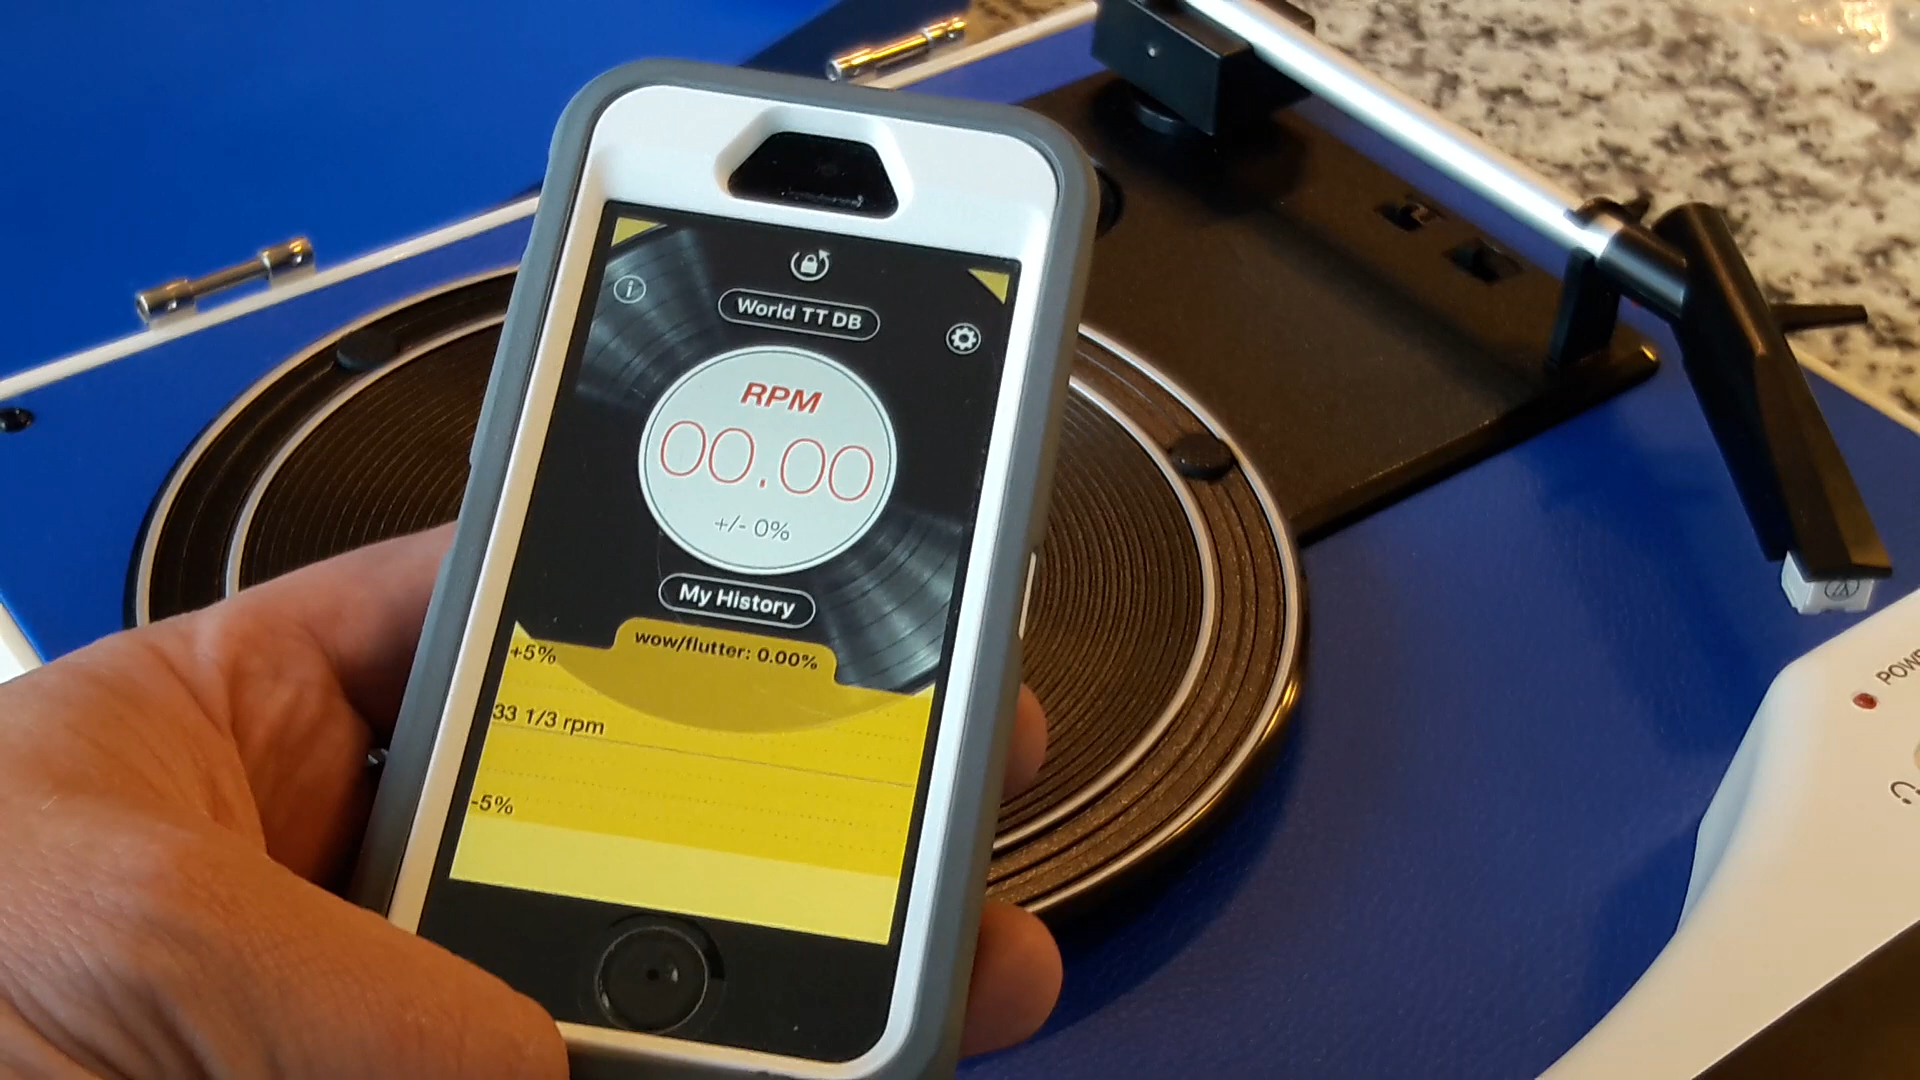 i
World TT DB
RPM
00.00
+/- 0%
My History
wow/flutter: 0.00%
+5%
33 1/3 rpm
-5%